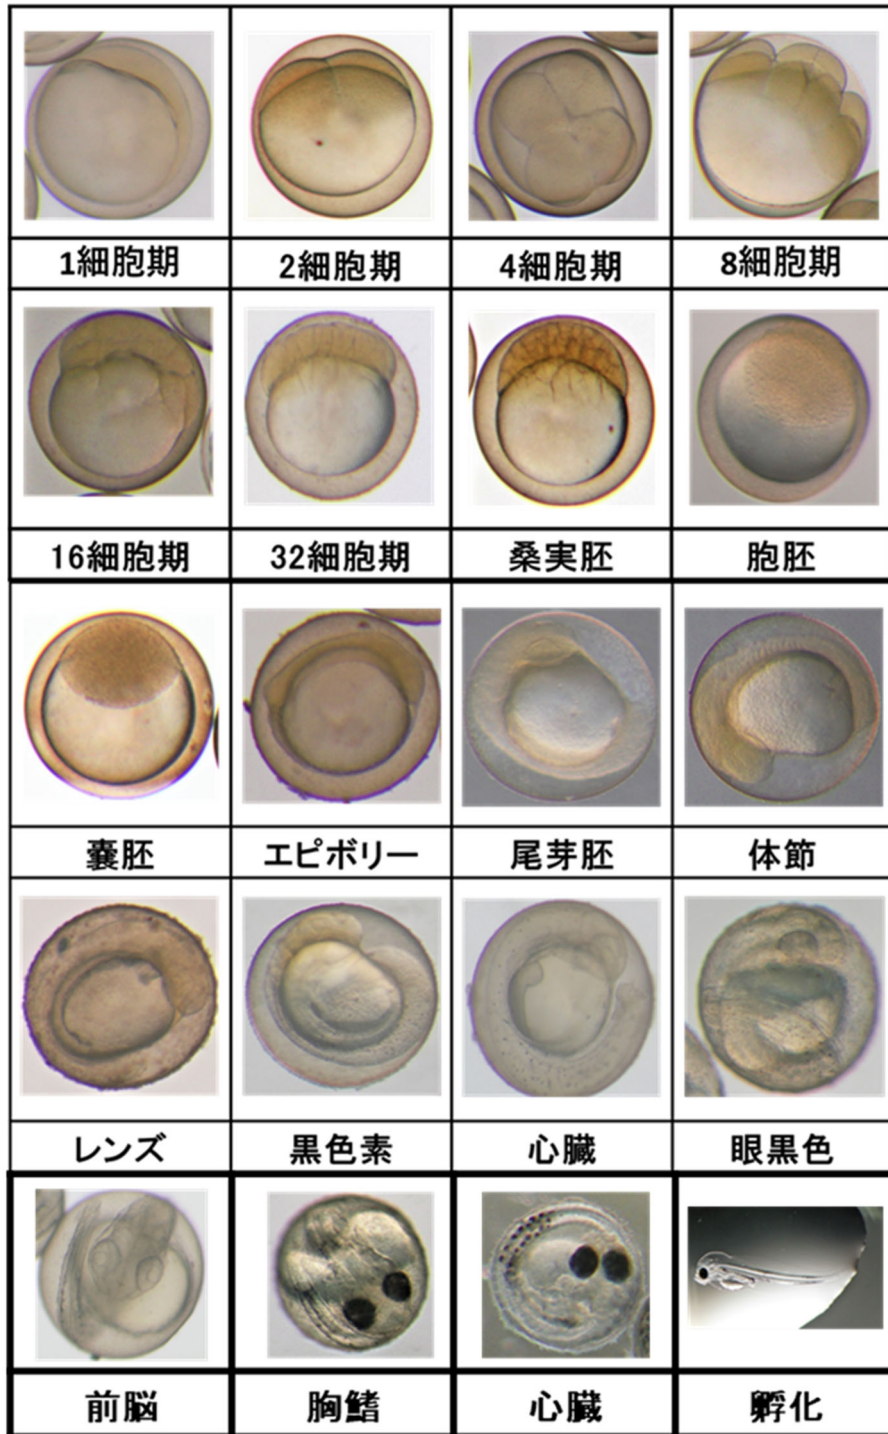 1細胞期
2細胞期
4細胞期
8細胞期
16細胞期
32細胞期
桑実胚
胞胚
嚢胚
エピボリー
尾芽胚
体節
レンズ
黒色素
心臓
眼黒色
前脳
胸鰭
心臓
孵化